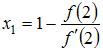 x₁ = 1 − f(2)/f′(2)